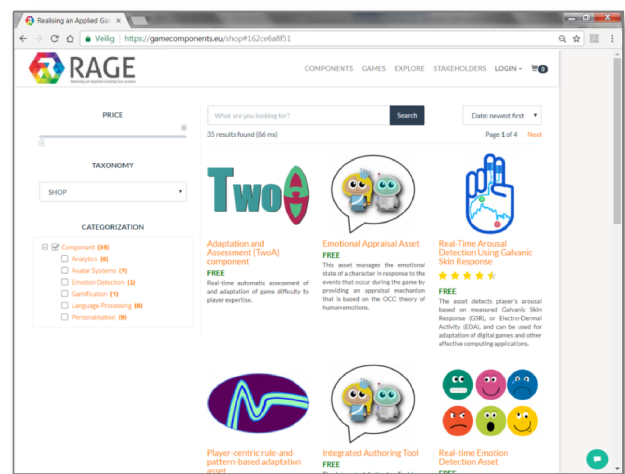 Realising an Applied Gam
Veilig | https://gamecomponents.eu/shop#162ce6a8f51
RAGE
COMPONENTS GAMES EXPLORE STAKEHOLDERS LOGIN 0
PRICE
What are you looking for?
Search
Date: newest first
35 results found (66 ms)
Page 1 of 4 Next
TAXONOMY
SHOP
CATEGORIZATION
Component (38)
Analytics (6)
Avatar Systems (7)
Emotion Detection (2)
Gamification (1)
Language Processing (8)
Personalisation (8)
TwoA
Adaptation and
Assessment (TwoA)
component
FREE
Real-time automatic assessment of
and adaptation of game difficulty to
player expertise.
Emotional Appraisal Asset
FREE
This asset manages the emotional
state of a character in response to the
events that occur during the game by
providing an appraisal mechanism
that is based on the OCC theory of
human emotions.
Real-Time Arousal
Detection Using Galvanic
Skin Response
FREE
The asset detects player's arousal
based on measured Galvanic Skin
Response (GSR), or Electro-Dermal
Activity (EDA), and can be used for
adaptation of digital games and other
affective computing applications.
Player-centric rule-and
pattern-based adaptation
asset
Integrated Authoring Tool
FREE
Real-time Emotion
Detection Asset
FREE